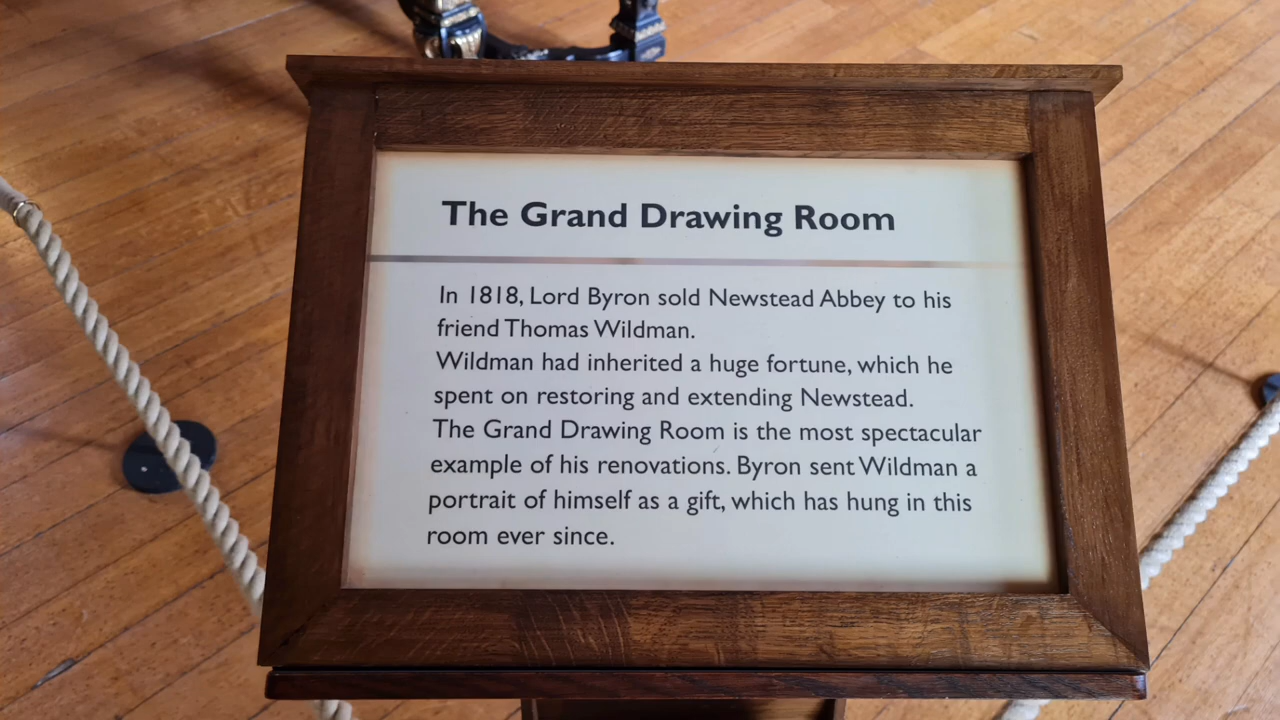 The Grand Drawing Room
In 1818, Lord Byron sold Newstead Abbey to his
friend Thomas Wildman.
Wildman had inherited a huge fortune, which he
spent on restoring and extending Newstead.
The Grand Drawing Room is the most spectacular
example of his renovations. Byron sent Wildman a
portrait of himself as a gift, which has hung in this
room ever since.